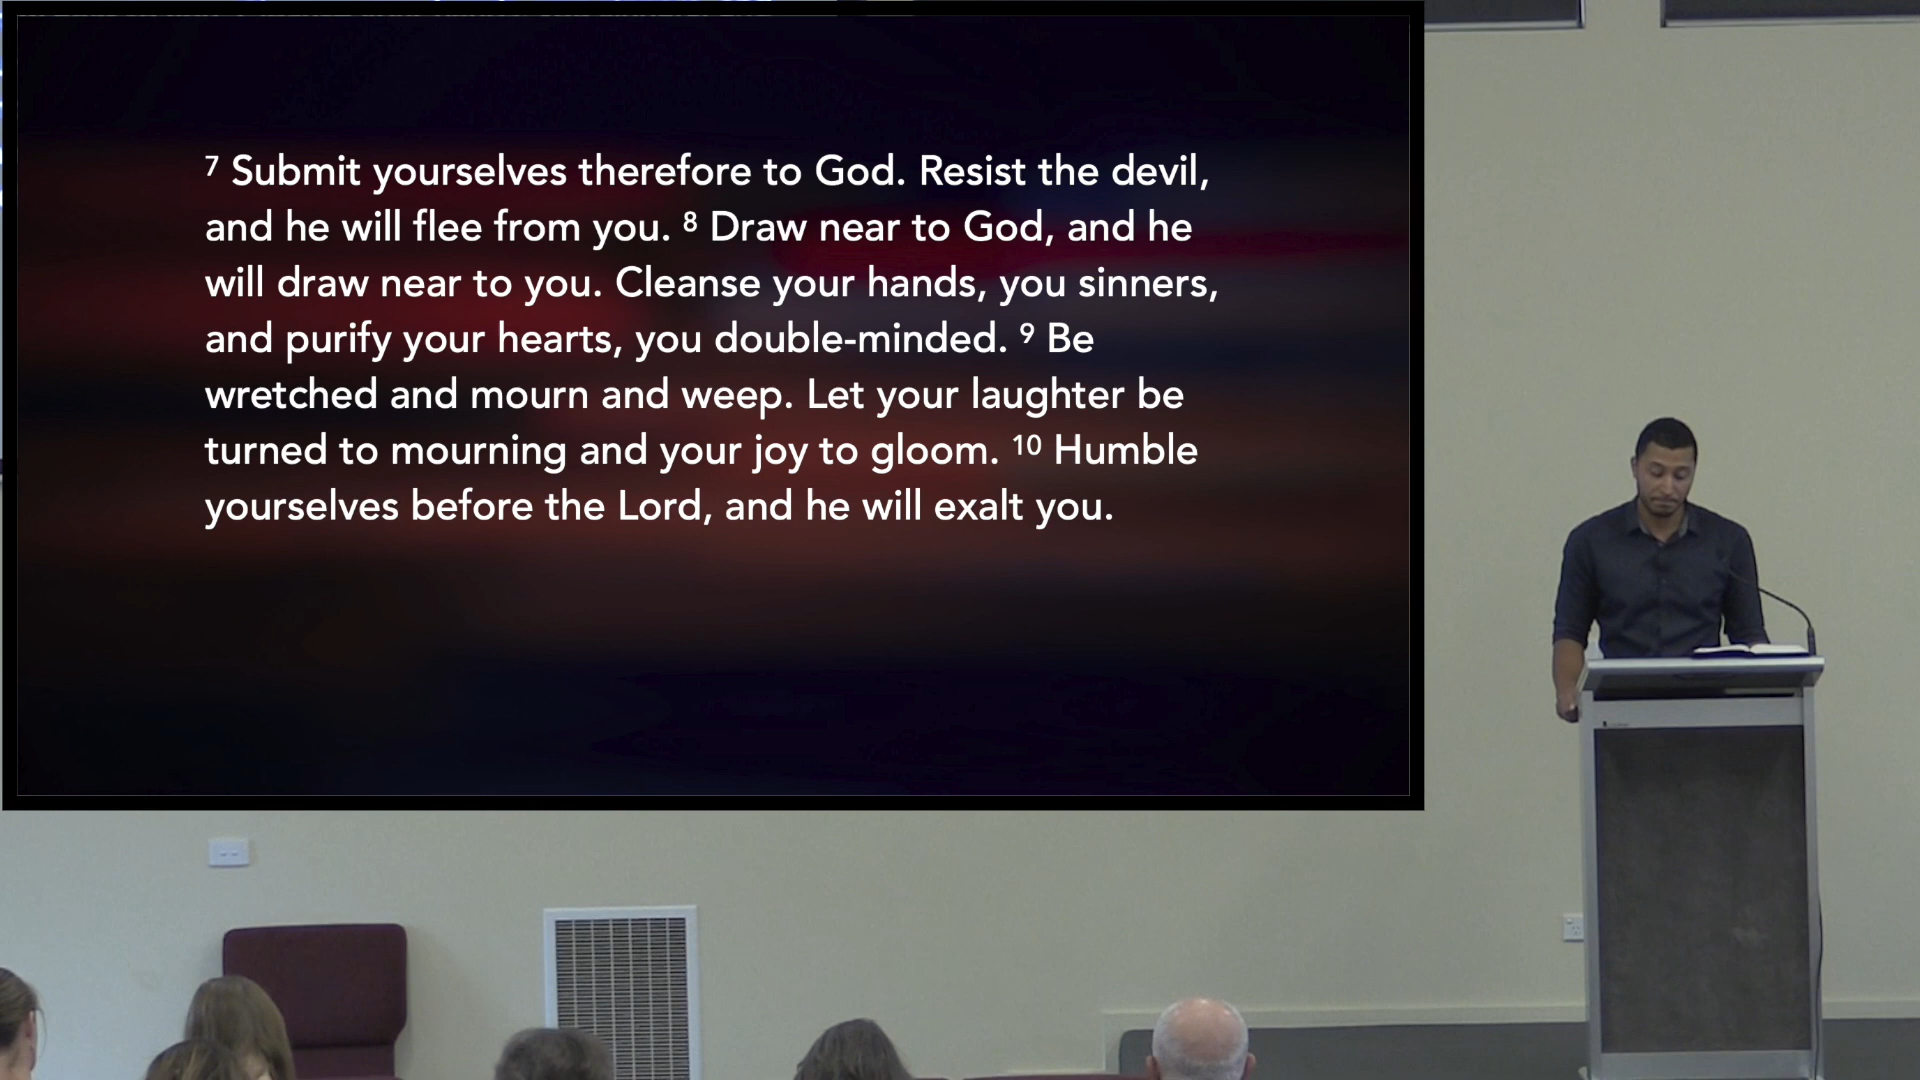 ⁷ Submit yourselves therefore to God. Resist the devil,
and he will flee from you. ⁸ Draw near to God, and he
will draw near to you. Cleanse your hands, you sinners,
and purify your hearts, you double-minded. ⁹ Be
wretched and mourn and weep. Let your laughter be
turned to mourning and your joy to gloom. ¹⁰ Humble
yourselves before the Lord, and he will exalt you.